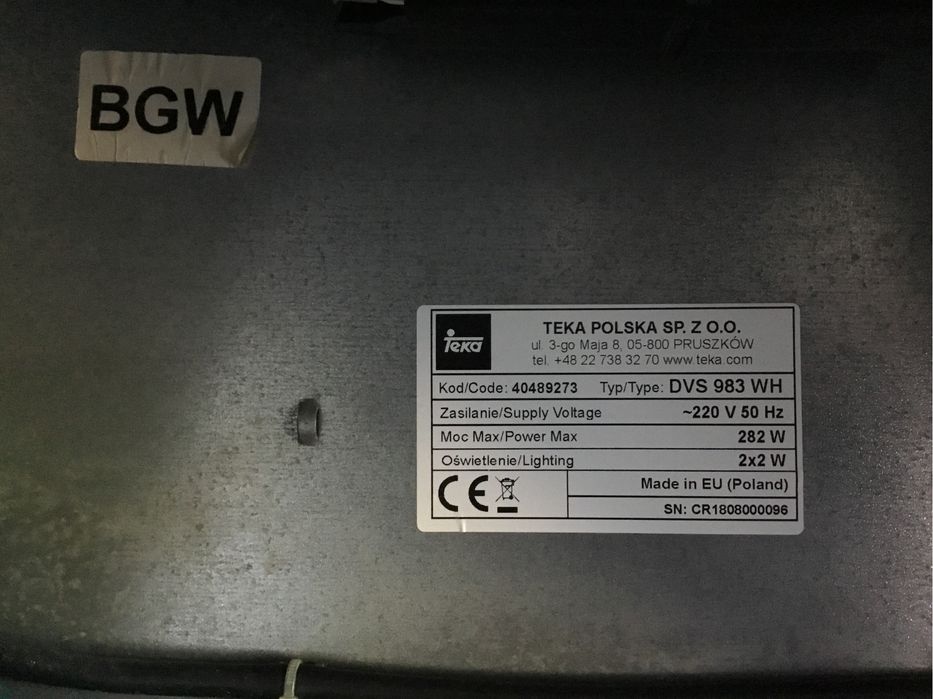 BGW
Teka
TEKA POLSKA SP. Z O.O.
ul. 3-go Maja 8, 05-800 PRUSZKÓW
tel. +48 22 738 32 70 www.teka.com
Kod/Code: 40489273 Typ/Type: DVS 983 WH
Zasilanie/Supply Voltage ~220 V 50 Hz
Moc Max/Power Max 282 W
Oświetlenie/Lighting 2x2 W
CE
Made in EU (Poland)
SN: CR1808000096